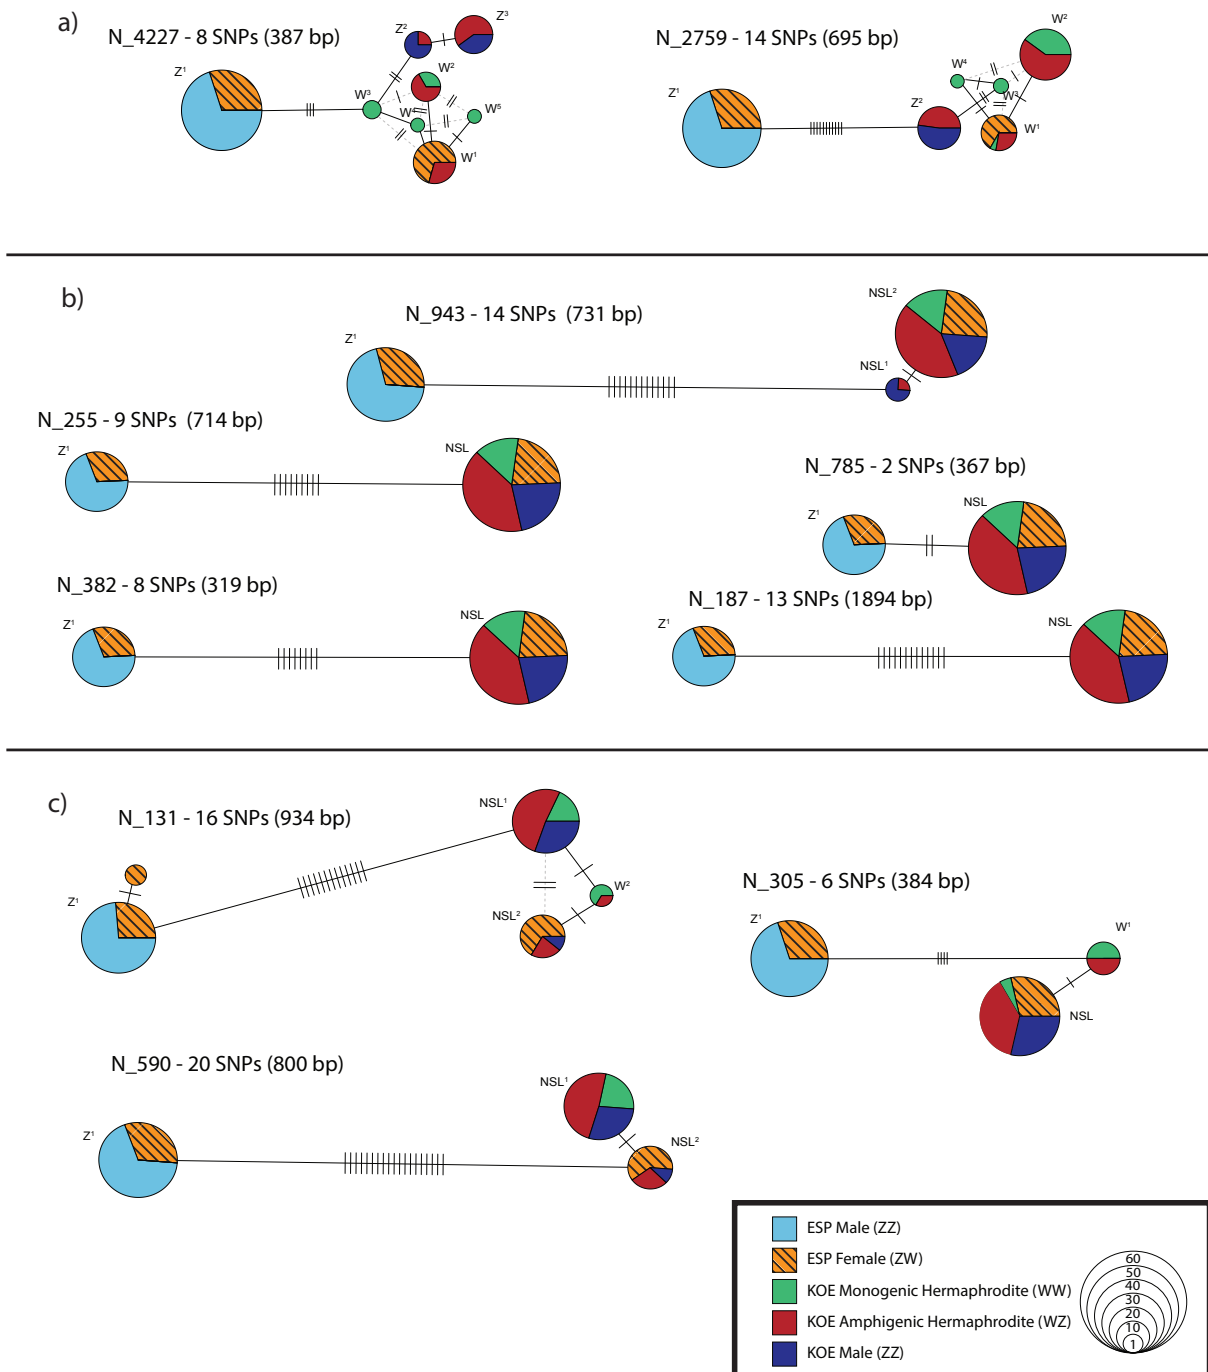 a)
N_4227 - 8 SNPs (387 bp)
Z¹
Z²
Z³
W²
W³
W⁴
W⁵
W¹
N_2759 - 14 SNPs (695 bp)
Z¹
W²
W⁴
W³
Z²
W¹
b)
N_943 - 14 SNPs (731 bp)
Z¹
NSL²
NSL¹
N_255 - 9 SNPs (714 bp)
Z¹
NSL
N_785 - 2 SNPs (367 bp)
Z¹
NSL
N_382 - 8 SNPs (319 bp)
Z¹
NSL
N_187 - 13 SNPs (1894 bp)
Z¹
NSL
c)
N_131 - 16 SNPs (934 bp)
Z¹
NSL¹
W²
NSL²
N_305 - 6 SNPs (384 bp)
Z¹
W¹
NSL
N_590 - 20 SNPs (800 bp)
Z¹
NSL¹
NSL²
ESP Male (ZZ)
ESP Female (ZW)
KOE Monogenic Hermaphrodite (WW)
KOE Amphigenic Hermaphrodite (WZ)
KOE Male (ZZ)
60
50
40
30
20
10
1